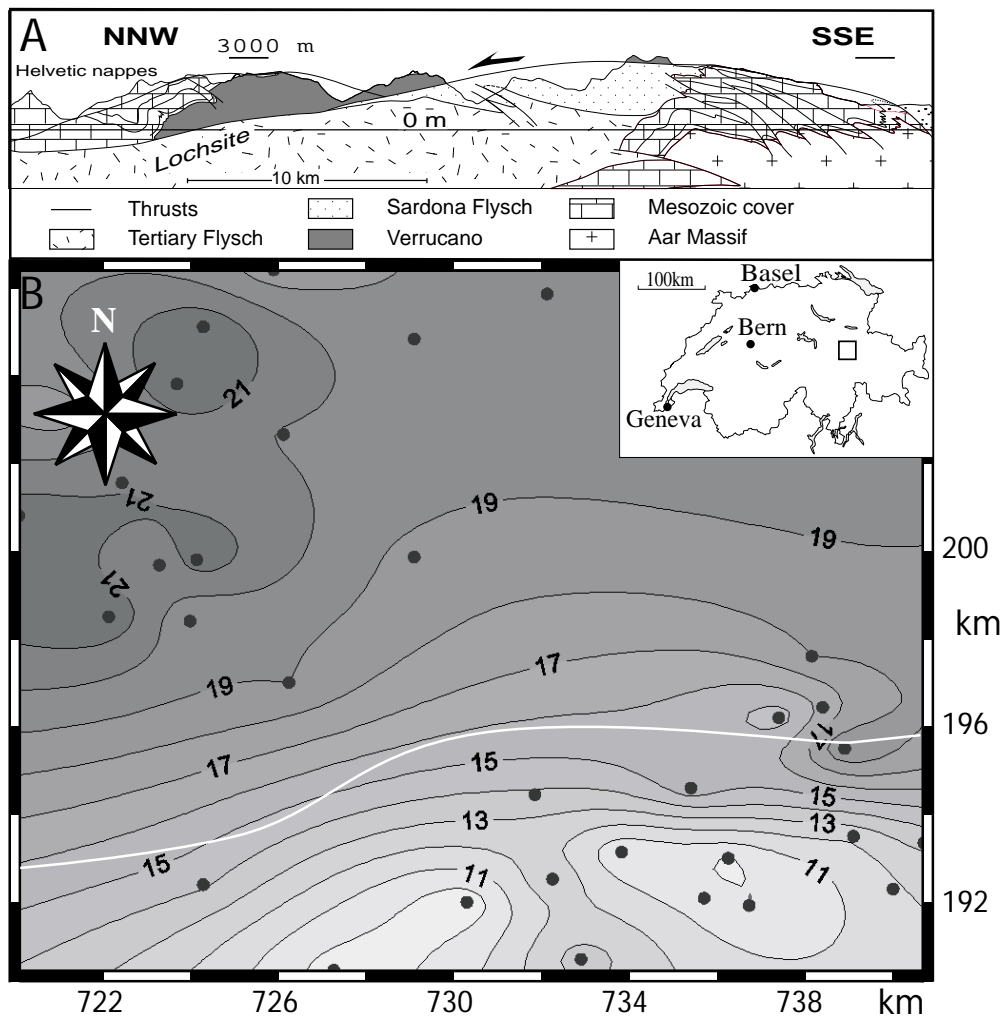 A NNW 3000 m SSE
Helvetic nappes
0 m
Lochsite
10 km
Thrusts Sardona Flysch Mesozoic cover
Tertiary Flysch Verrucano Aar Massif
B
100km Basel
Bern
Geneva
N
21
21
19
19
200
21
km
17
19
196
17
17
15
15
13
13
15
11
11
192
722 726 730 734 738 km